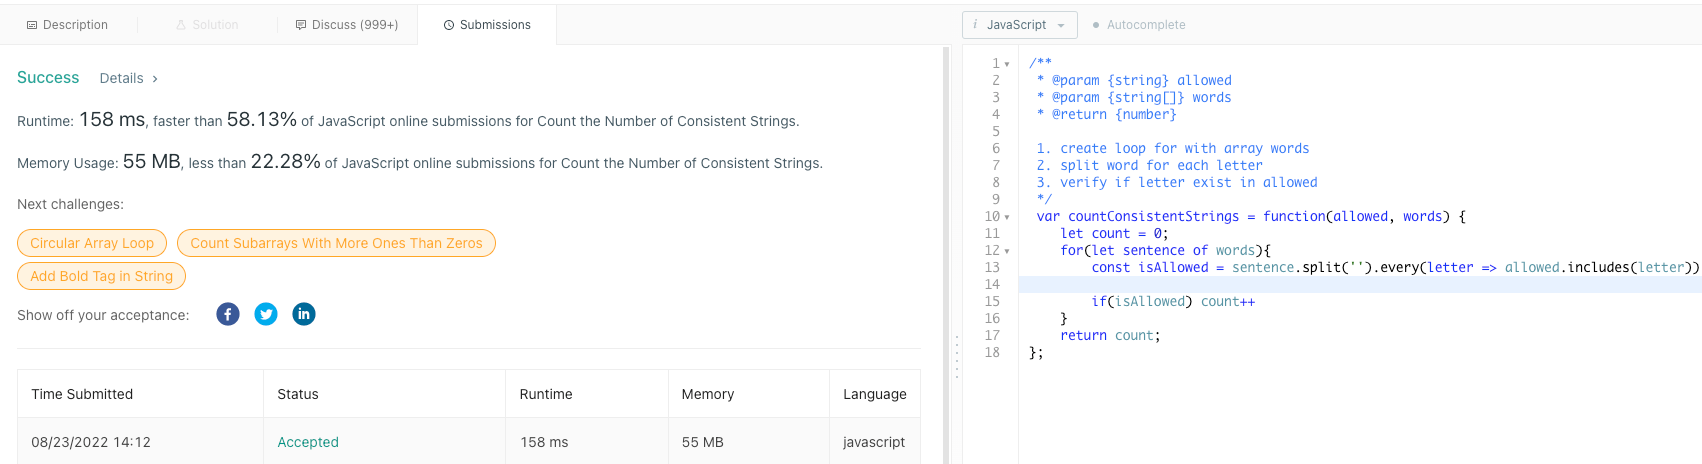 Description Solution Discuss (999+) Submissions
Success Details >
Runtime: 158 ms, faster than 58.13% of JavaScript online submissions for Count the Number of Consistent Strings.
Memory Usage: 55 MB, less than 22.28% of JavaScript online submissions for Count the Number of Consistent Strings.
Next challenges:
Circular Array Loop Count Subarrays With More Ones Than Zeros
Add Bold Tag in String
Show off your acceptance: f in
Time Submitted Status Runtime Memory Language
08/23/2022 14:12 Accepted 158 ms 55 MB javascript
i JavaScript Autocomplete
1 /**
2 * @param {string} allowed
3 * @param {string[]} words
4 * @return {number}
5
6 1. create loop for with array words
7 2. split word for each letter
8 3. verify if letter exist in allowed
9 */
10 var countConsistentStrings = function(allowed, words) {
11 let count = 0;
12 for(let sentence of words){
13 const isAllowed = sentence.split('').every(letter => allowed.includes(letter))
14
15 if(isAllowed) count++
16 }
17 return count;
18 };